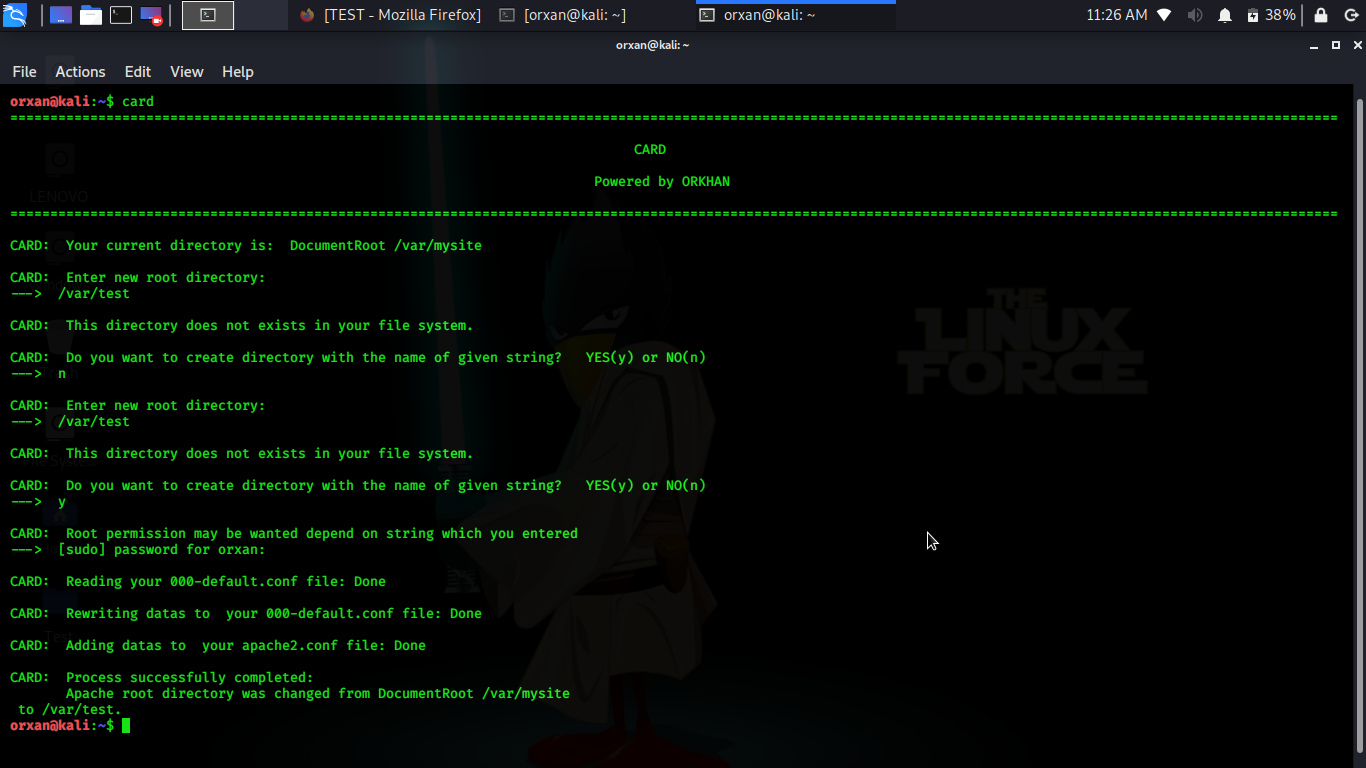 [TEST - Mozilla Firefox]
[orxan@kali: ~]
orxan@kali: ~
11:26 AM
38%
orxan@kali: ~
File Actions Edit View Help
orxan@kali:~$ card
=====================================================================================================================================================================
CARD
Powered by ORKHAN
=====================================================================================================================================================================
CARD:  Your current directory is:  DocumentRoot /var/mysite
CARD:  Enter new root directory:
--->  /var/test
CARD:  This directory does not exists in your file system.
CARD:  Do you want to create directory with the name of given string?   YES(y) or NO(n)
--->  n
CARD:  Enter new root directory:
--->  /var/test
CARD:  This directory does not exists in your file system.
CARD:  Do you want to create directory with the name of given string?   YES(y) or NO(n)
--->  y
CARD:  Root permission may be wanted depend on string which you entered
--->  [sudo] password for orxan:
CARD:  Reading your 000-default.conf file: Done
CARD:  Rewriting datas to  your 000-default.conf file: Done
CARD:  Adding datas to  your apache2.conf file: Done
CARD:  Process successfully completed:
Apache root directory was changed from DocumentRoot /var/mysite
to /var/test.
orxan@kali:~$
LENOVO
THE
LINUX
FORCE